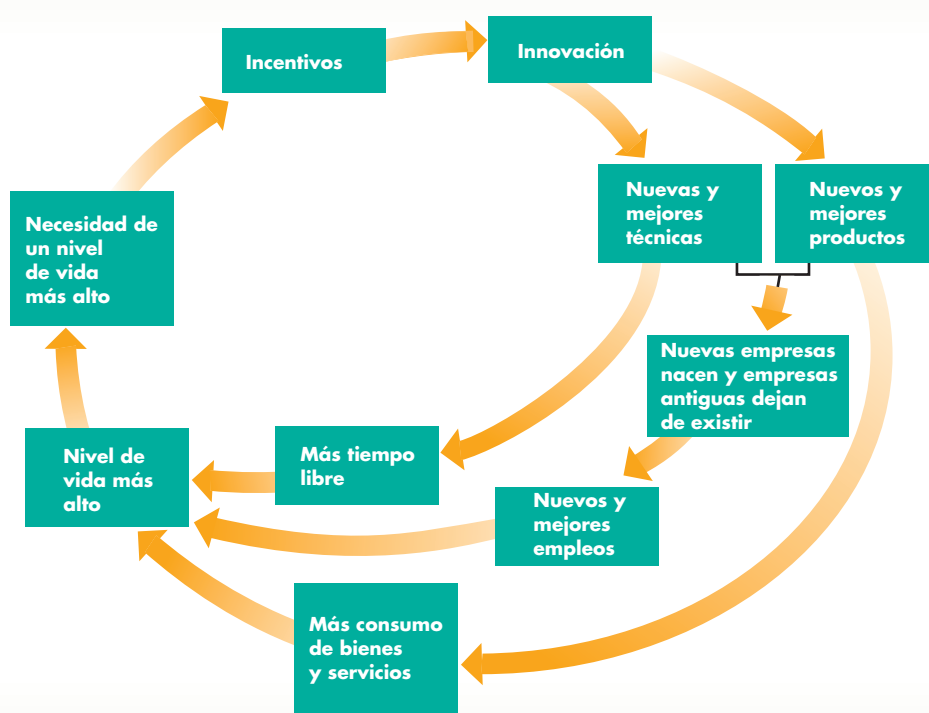 Incentivos
Innovación
Nuevas y
mejores
técnicas
Nuevos y
mejores
productos
Necesidad de
un nivel
de vida
más alto
Nuevas empresas
nacen y empresas
antiguas dejan
de existir
Nivel de
vida más
alto
Más tiempo
libre
Nuevos y
mejores
empleos
Más consumo
de bienes
y servicios